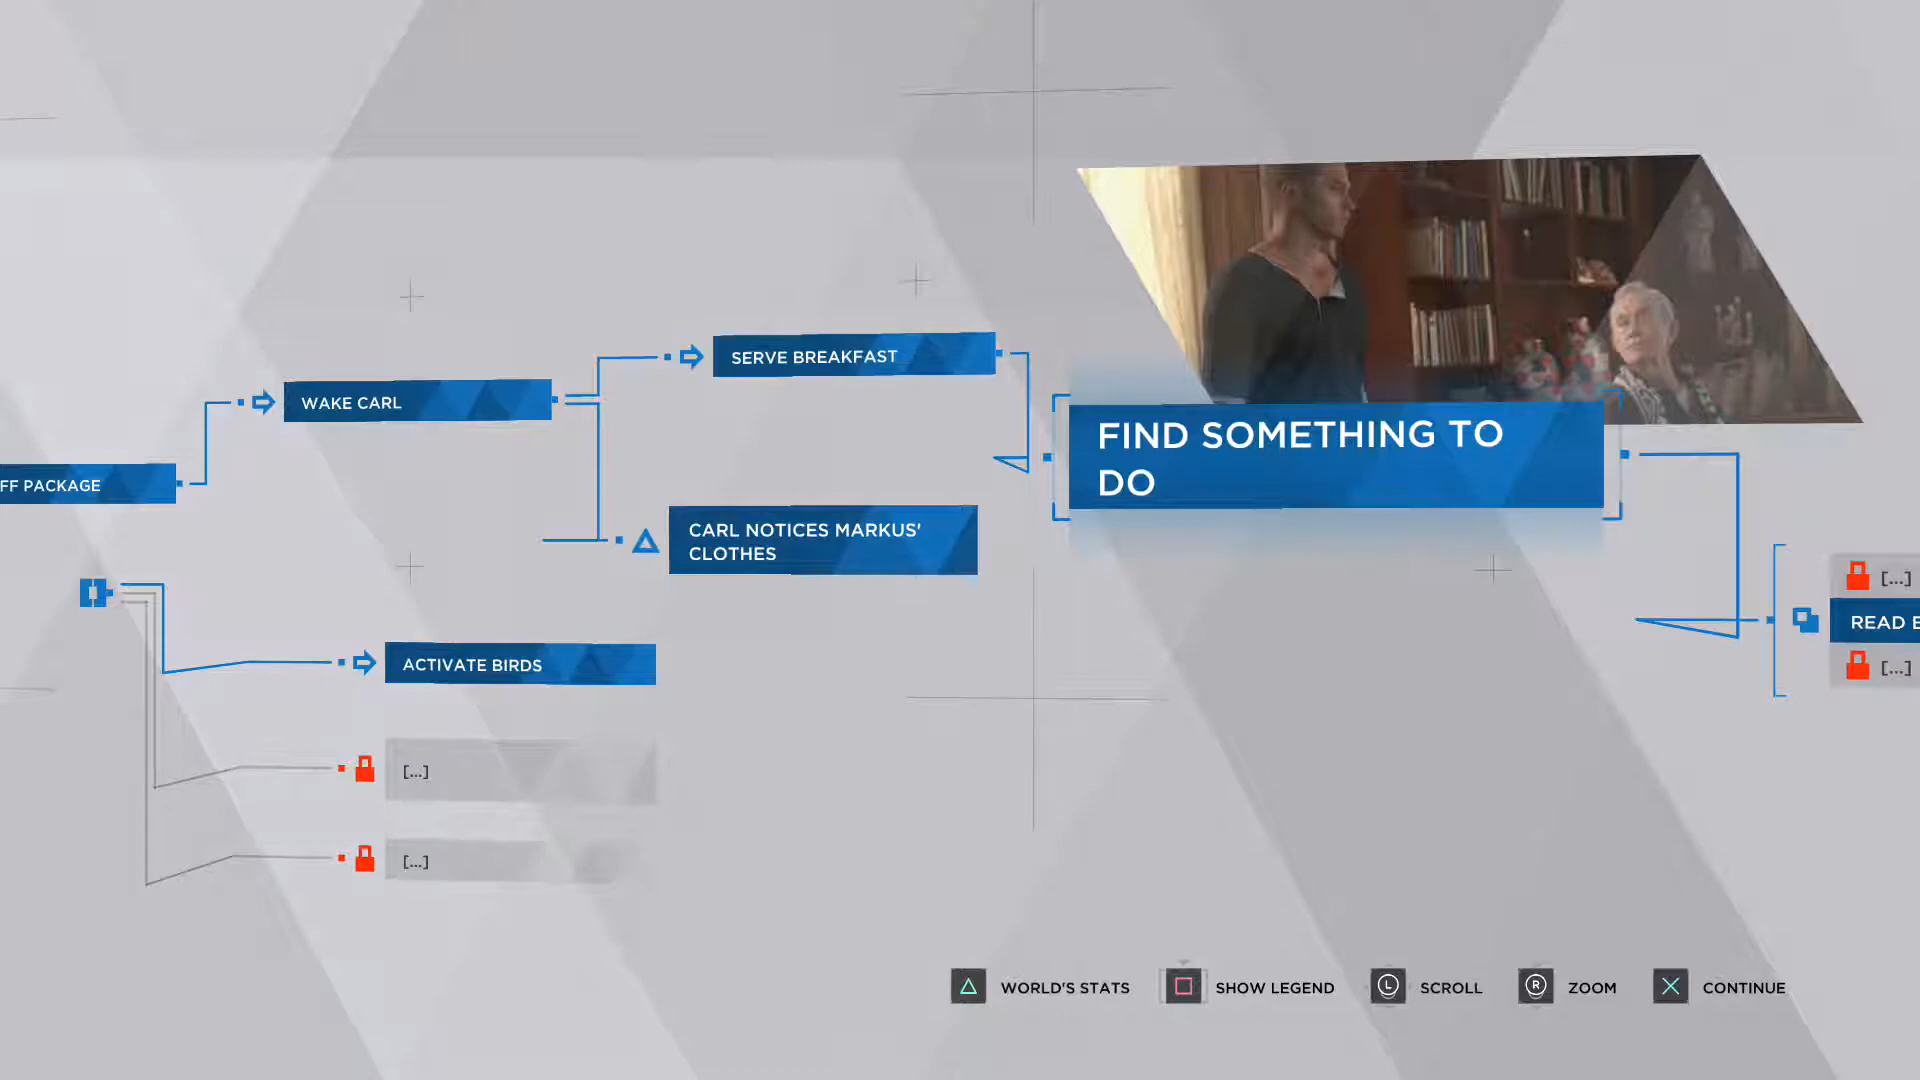 SERVE BREAKFAST
WAKE CARL
FIND SOMETHING TO
DO
FF PACKAGE
CARL NOTICES MARKUS'
CLOTHES
[...]
READ
[...]
ACTIVATE BIRDS
[...]
[...]
WORLD'S STATS
SHOW LEGEND
L
SCROLL
R
ZOOM
CONTINUE